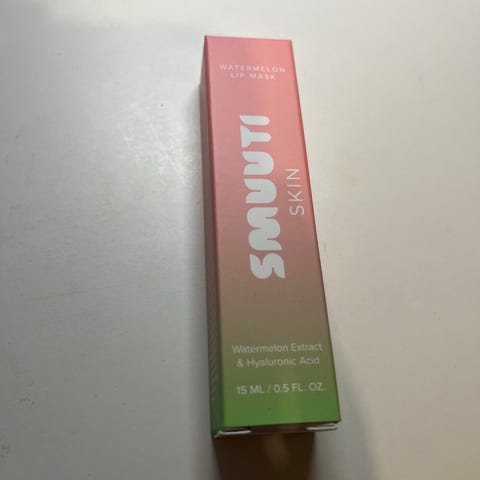 WATERMELON
LIP MASK
SMUUTI
SKIN
Watermelon Extract
& Hyaluronic Acid
15 ML / 0.5 FL. OZ.